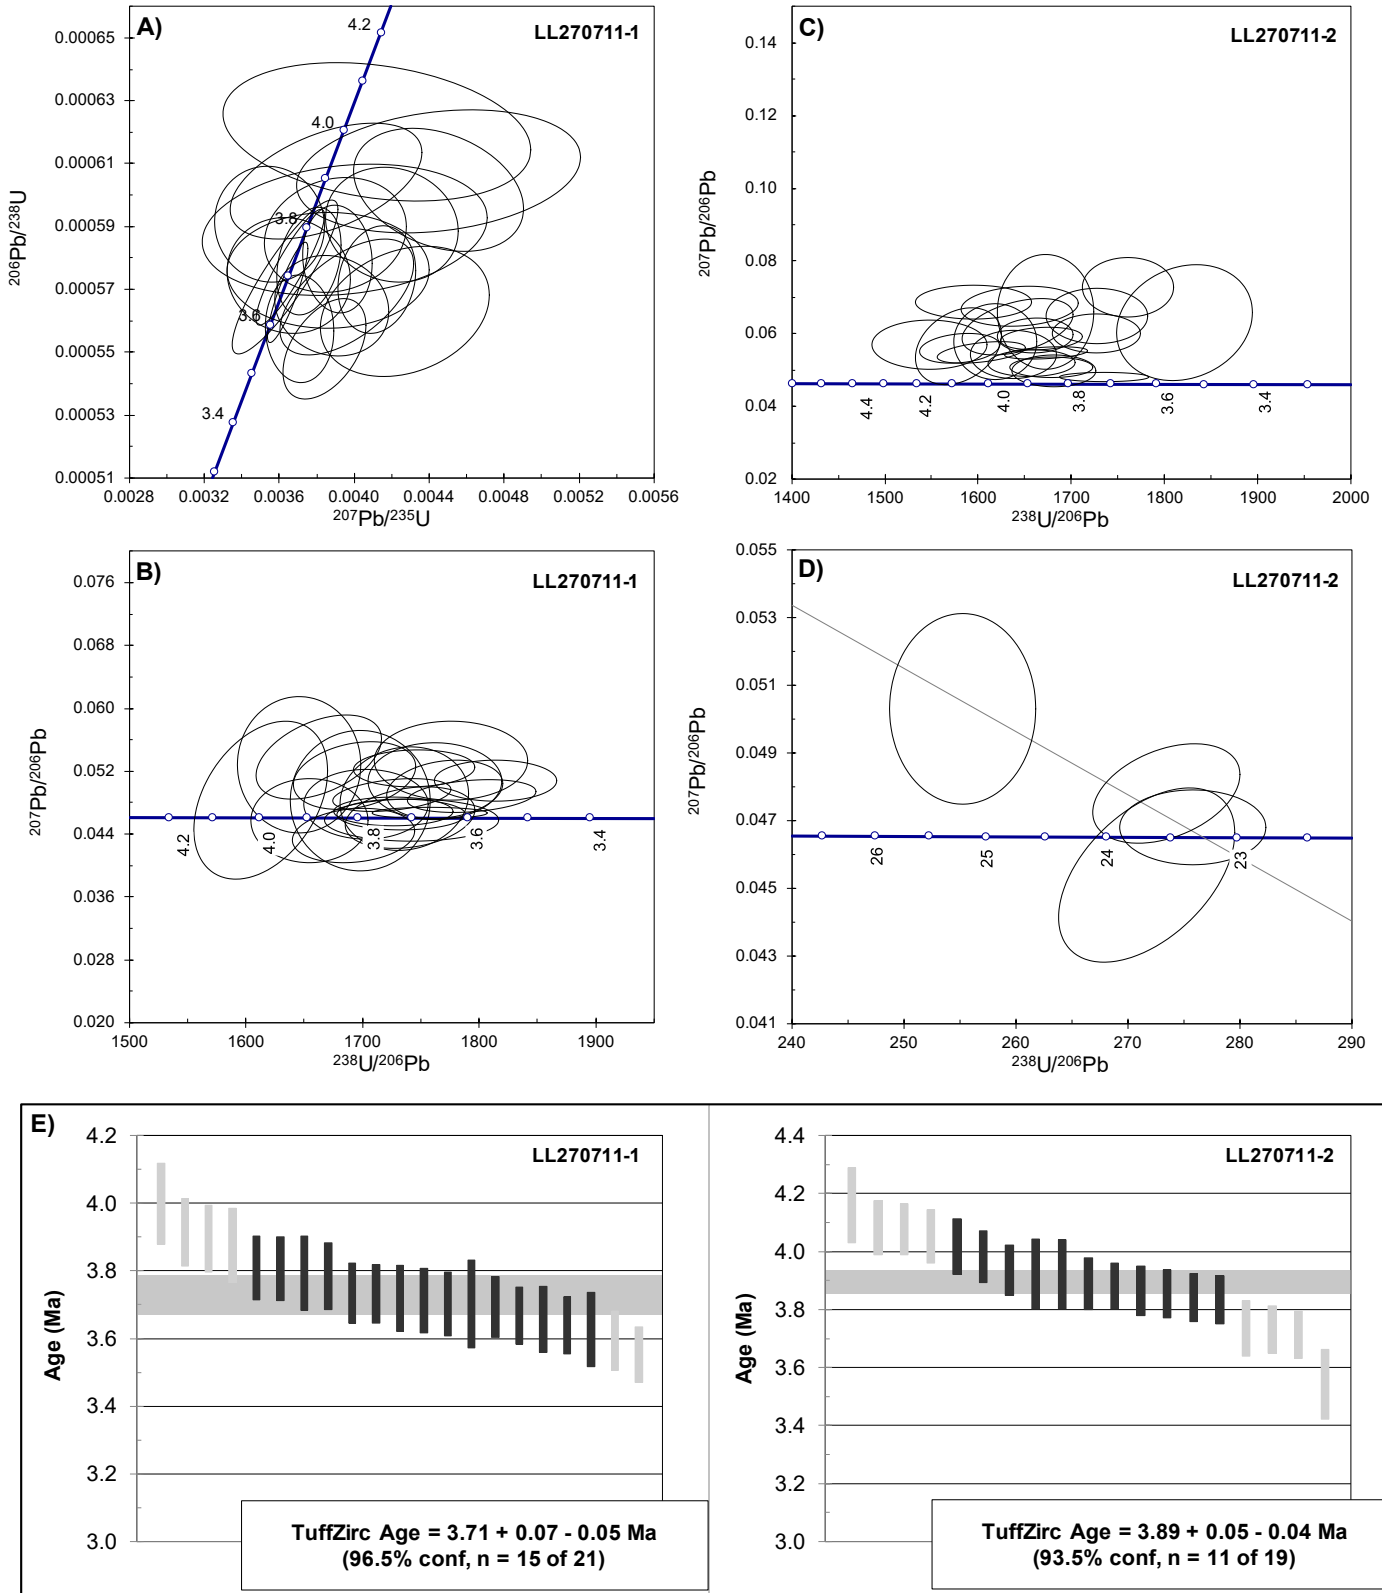 A)
LL270711-1
0.00065
0.00063
0.00061
0.00059
0.00057
0.00055
0.00053
0.00051
206Pb/238U
4.2
4.0
3.8
3.6
3.4
0.0028 0.0032 0.0036 0.0040 0.0044 0.0048 0.0052 0.0056
207Pb/235U
C)
LL270711-2
0.14
0.12
0.10
0.08
0.06
0.04
0.02
207Pb/206Pb
4.4 4.2 4.0 3.8 3.6 3.4
1400 1500 1600 1700 1800 1900 2000
238U/206Pb
B)
LL270711-1
0.076
0.068
0.060
0.052
0.044
0.036
0.028
0.020
207Pb/206Pb
4.2 4.0 3.8 3.6 3.4
1500 1600 1700 1800 1900
238U/206Pb
D)
LL270711-2
0.055
0.053
0.051
0.049
0.047
0.045
0.043
0.041
207Pb/206Pb
26 25 24 23
240 250 260 270 280 290
238U/206Pb
E)
LL270711-1
4.2
4.0
3.8
3.6
3.4
3.2
3.0
Age (Ma)
TuffZirc Age = 3.71 + 0.07 - 0.05 Ma
(96.5% conf, n = 15 of 21)
LL270711-2
4.4
4.2
4.0
3.8
3.6
3.4
3.2
3.0
Age (Ma)
TuffZirc Age = 3.89 + 0.05 - 0.04 Ma
(93.5% conf, n = 11 of 19)